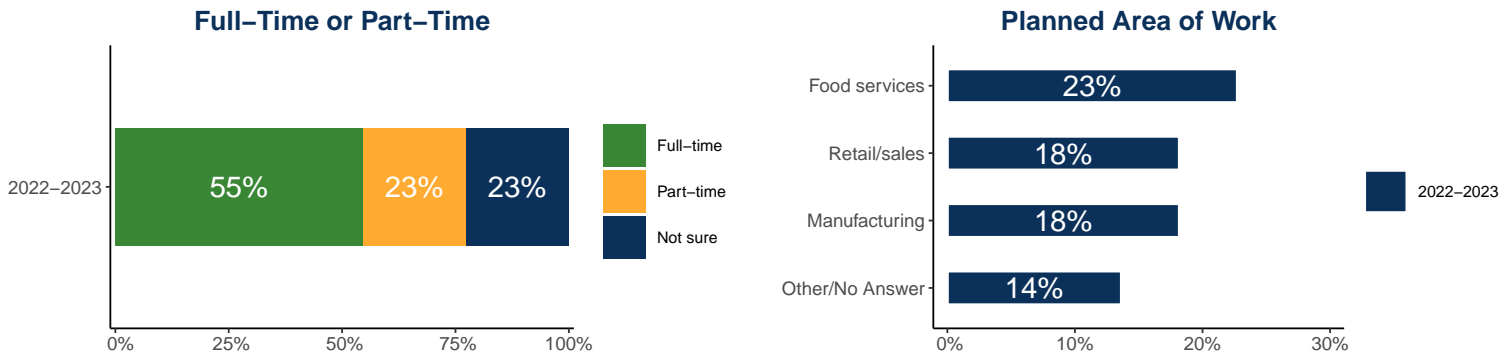 Full−Time or Part−Time
2022−2023
55%
23%
23%
0%
25%
50%
75%
100%
Full−time
Part−time
Not sure
Planned Area of Work
Food services
23%
Retail/sales
18%
Manufacturing
18%
Other/No Answer
14%
0%
10%
20%
30%
2022−2023